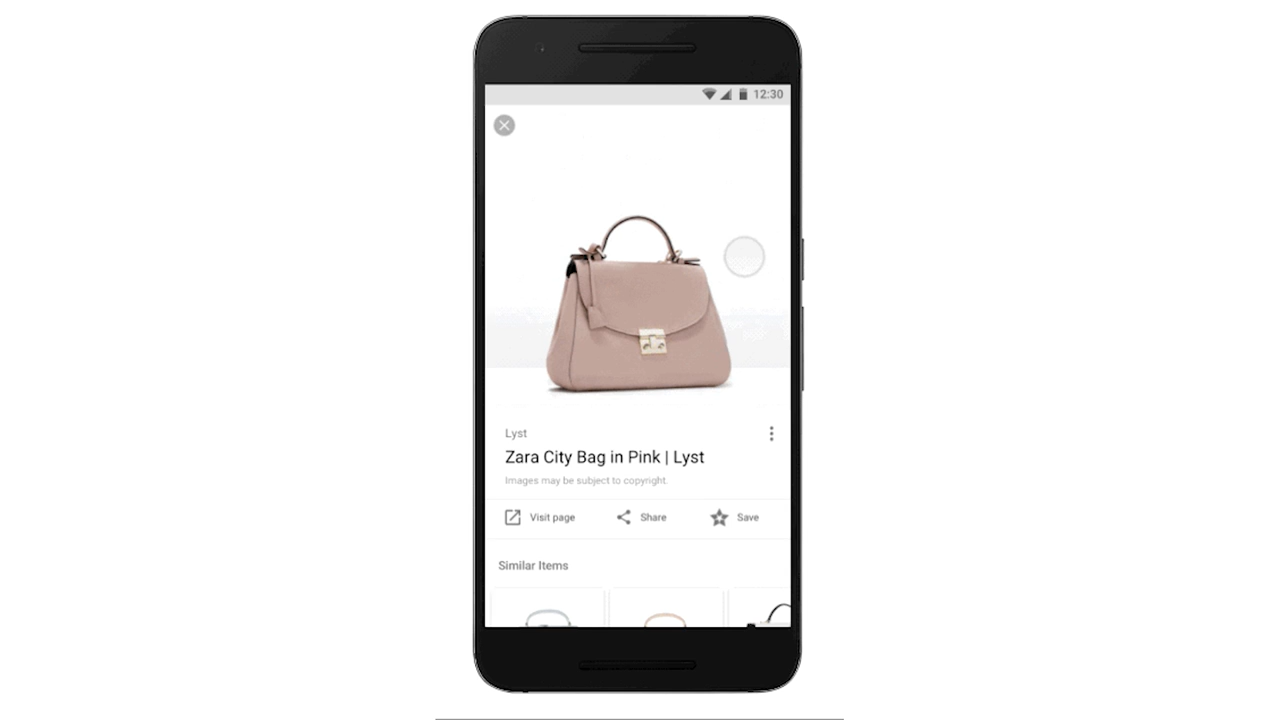 12:30
Lyst
Zara City Bag in Pink | Lyst
Images may be subject to copyright.
Visit page
Share
Save
Similar Items